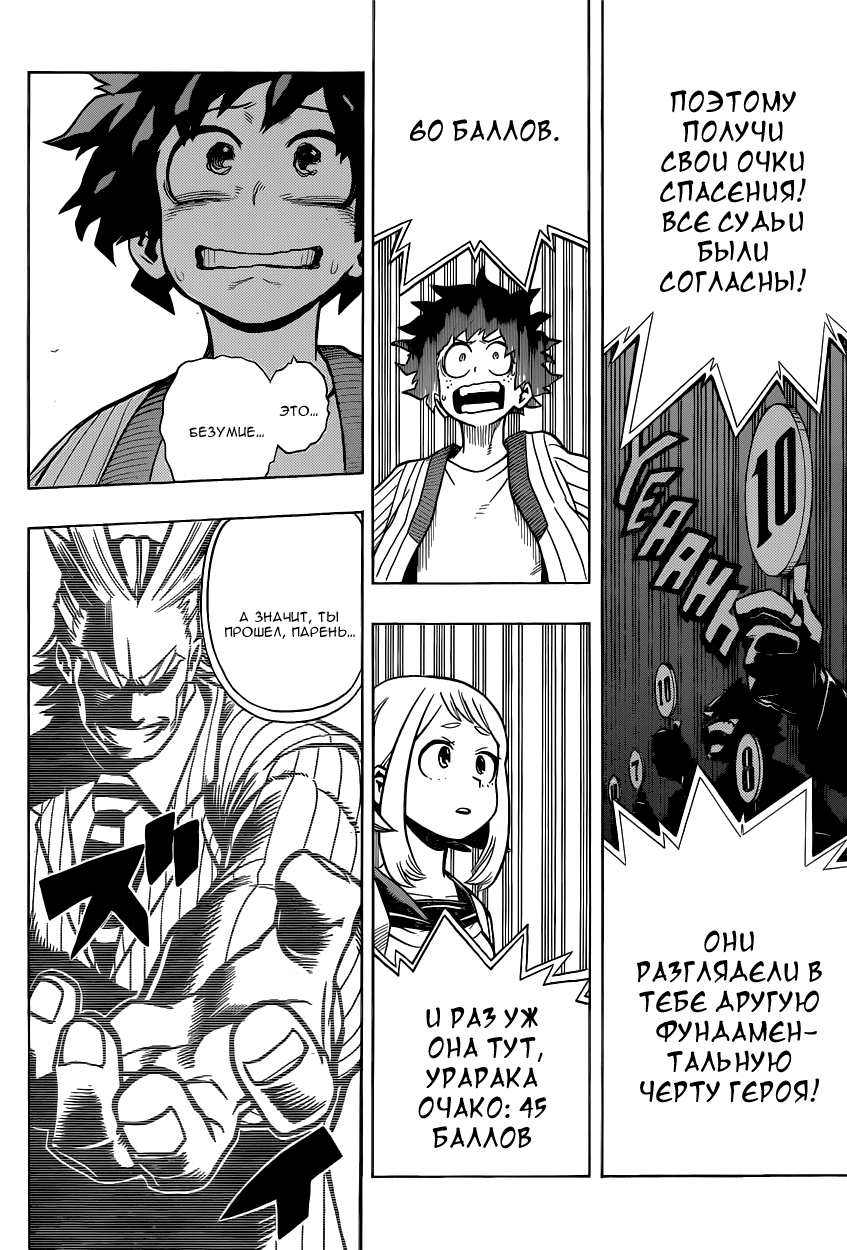 ПОЭТОМУ
ПОЛУЧИ
СВОИ ОЧКИ
СПАСЕНИЯ!
ВСЕ СУДЬИ
БЫЛИ
СОГЛАСНЫ!
YEAAHH
10
10
7
8
ОНИ
РАЗГЛЯДЕЛИ В
ТЕБЕ ДРУГУЮ
ФУНДАМЕН-
ТАЛЬНУЮ
ЧЕРТУ ГЕРОЯ!
60 БАЛЛОВ.
И РАЗ УЖ
ОНА ТУТ,
УРАРАКА
ОЧАКО: 45
БАЛЛОВ
ЭТО...
БЕЗУМИЕ...
А ЗНАЧИТ, ТЫ
ПРОШЕЛ, ПАРЕНЬ...
ズ
イ